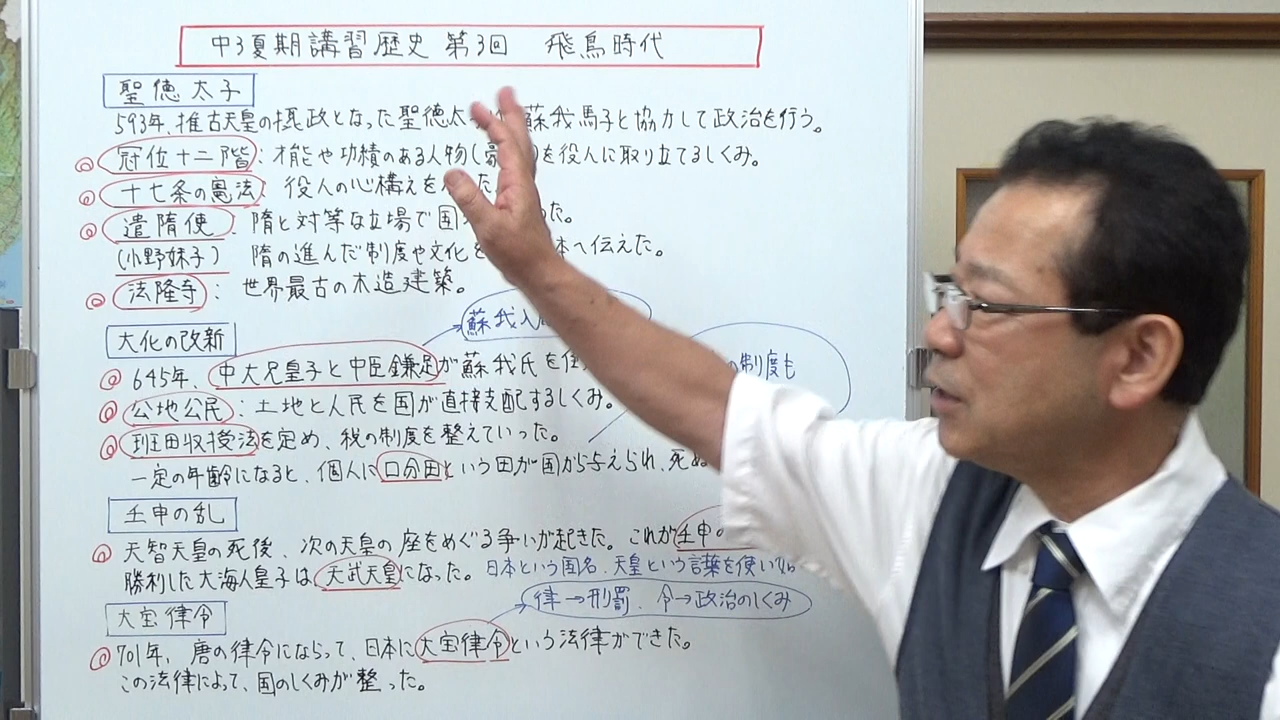 中3夏期講習歴史 第3回 飛鳥時代
聖徳太子
593年、推古天皇の摂政となった聖徳太 蘇我馬子と協力して政治を行う。
◎ 冠位十二階：才能や功績のある人物( を役人に取り立てるしくみ。
◎ 十七条の憲法：役人の心構えを た
◎ 遣隋使：隋と対等な立場で国 った。
(小野妹子) 隋の進んだ制度や文化を 本へ伝えた。
◎ 法隆寺：世界最古の木造建築。
蘇我入
大化の改新
◎ 645年、中大兄皇子と中臣鎌足が蘇我氏を
の制度も
◎ 公地公民：土地と人民を国が直接支配するしくみ。
◎ 班田収授法を定め、税の制度を整えていった。
一定の年齢になると、個人に口分田という田が国から与えられ、死ぬ
壬申の乱
◎ 天智天皇の死後、次の天皇の座をめぐる争いが起きた。これが壬申の
勝利した大海人皇子は天武天皇になった。日本という国名、天皇という言葉を使い始
律→刑罰、令→政治のしくみ
大宝律令
◎ 701年、唐の律令にならって、日本に大宝律令という法律ができた。
この法律によって、国のしくみが整った。